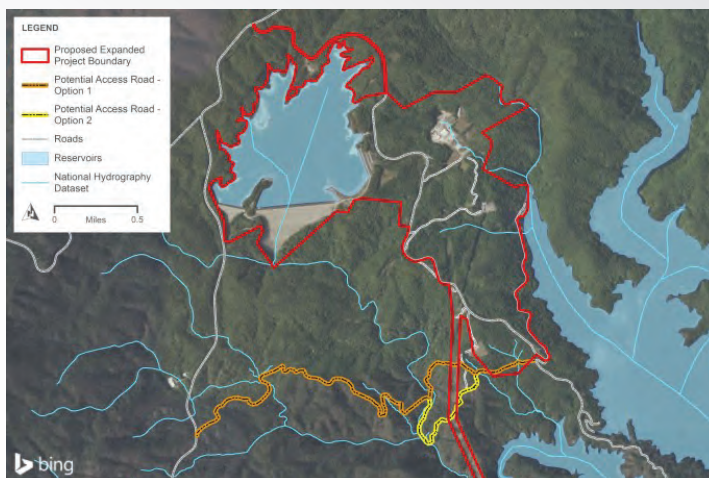 LEGEND
Proposed Expanded
Project Boundary
Potential Access Road -
Option 1
Potential Access Road -
Option 2
Roads
Reservoirs
National Hydrography
Dataset
0 0.5
Miles
bing